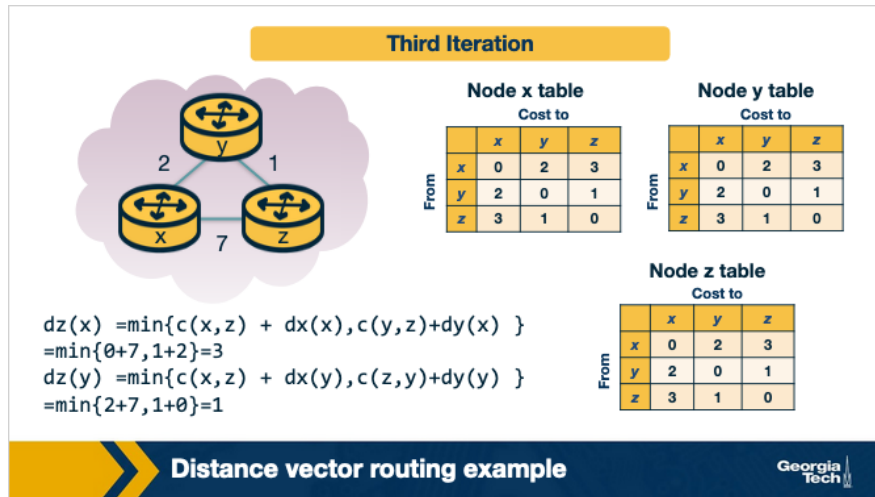 Third Iteration
y
2
1
x
7
z
Node x table
Cost to
x y z
From
x 0 2 3
y 2 0 1
z 3 1 0
Node y table
Cost to
x y z
From
x 0 2 3
y 2 0 1
z 3 1 0
Node z table
Cost to
x y z
From
x 0 2 3
y 2 0 1
z 3 1 0
dz(x) =min{c(x,z) + dx(x),c(y,z)+dy(x) }
=min{0+7,1+2}=3
dz(y) =min{c(x,z) + dx(y),c(z,y)+dy(y) }
=min{2+7,1+0}=1
Distance vector routing example
Georgia
Tech